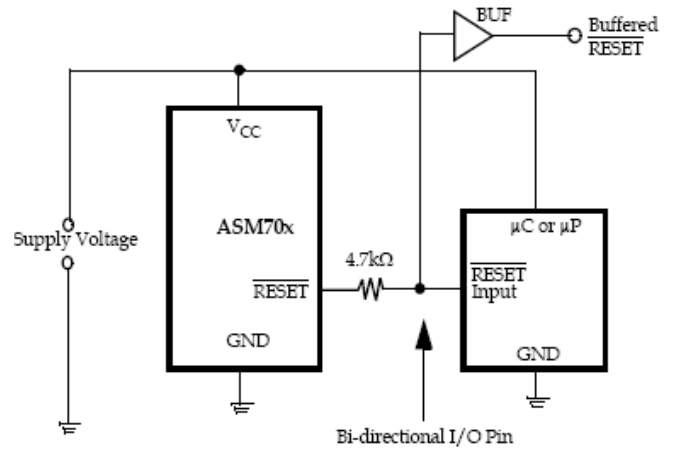 BUF
Buffered
RESET
VCC
ASM70x
μC or μP
Supply Voltage
4.7kΩ
RESET
RESET
Input
GND
GND
Bi-directional I/O Pin